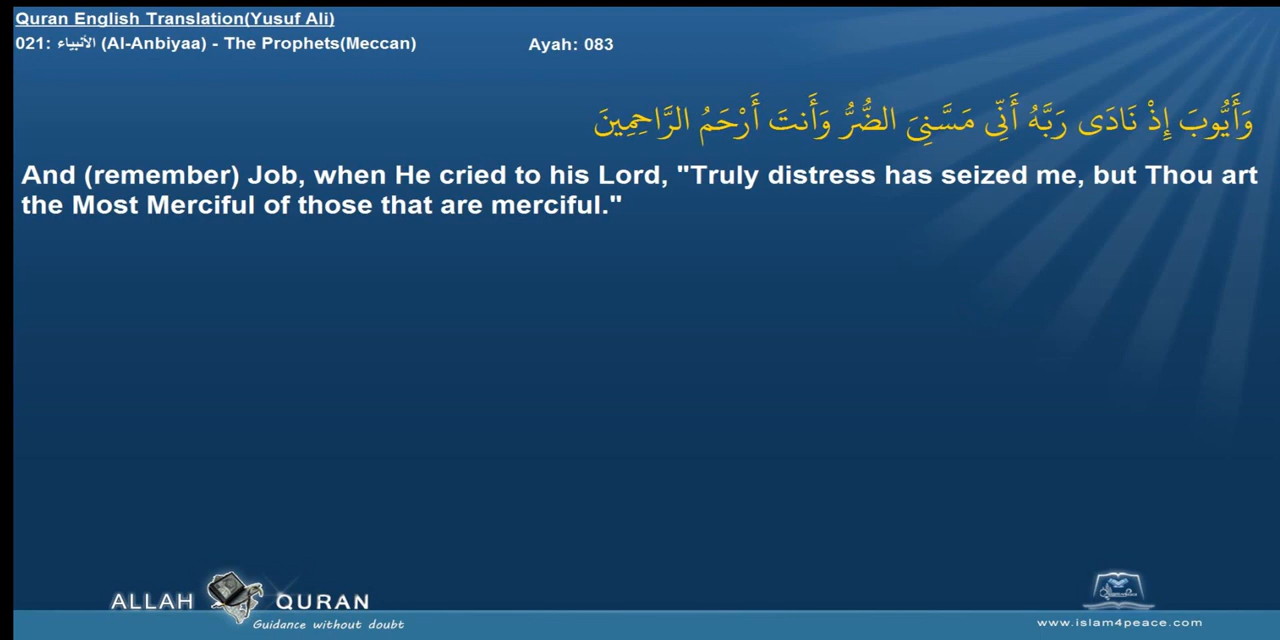 Quran English Translation(Yusuf Ali)
021: الأنبياء (Al-Anbiyaa) - The Prophets(Meccan) Ayah: 083
وَأَيُّوبَ إِذْ نَادَى رَبَّهُ أَنِّى مَسَّنِىَ الضُّرُّ وَأَنتَ أَرْحَمُ الرَّاحِمِينَ
And (remember) Job, when He cried to his Lord, "Truly distress has seized me, but Thou art
the Most Merciful of those that are merciful."
ALLAH QURAN
Guidance without doubt
www.islam4peace.com